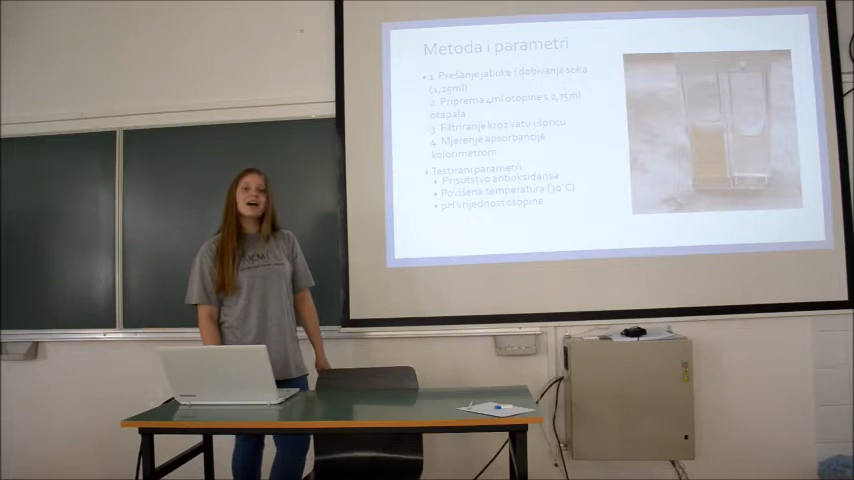 Metoda i parametri
• 1. Prešanje jabuke i dobivanje soka
(1,25ml)
2. Priprema 4ml otopine s 2,75ml
otapala
3. Filtriranje kroz vatu i špricu
4. Mjerenje apsorbancije
kolorimetrom
• Testirani parametri
• Prisutstvo antioksidansa
• Povišena temperatura (30°C)
• pH vrijednost otopine